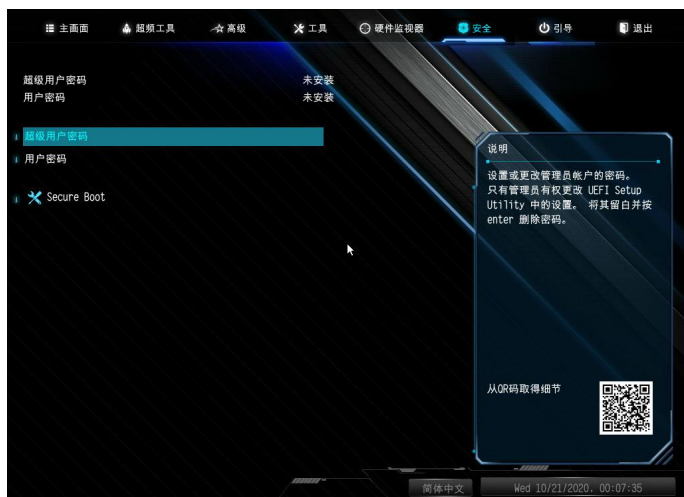 主画面 超频工具 高级 工具 硬件监视器 安全 引导 退出
超级用户密码 未安装
用户密码 未安装
超级用户密码
用户密码
Secure Boot
说明
设置或更改管理员帐户的密码。
只有管理员有权更改 UEFI Setup
Utility 中的设置。 将其留白并按
enter 删除密码。
从QR码取得细节
简体中文 Wed 10/21/2020, 00:07:35